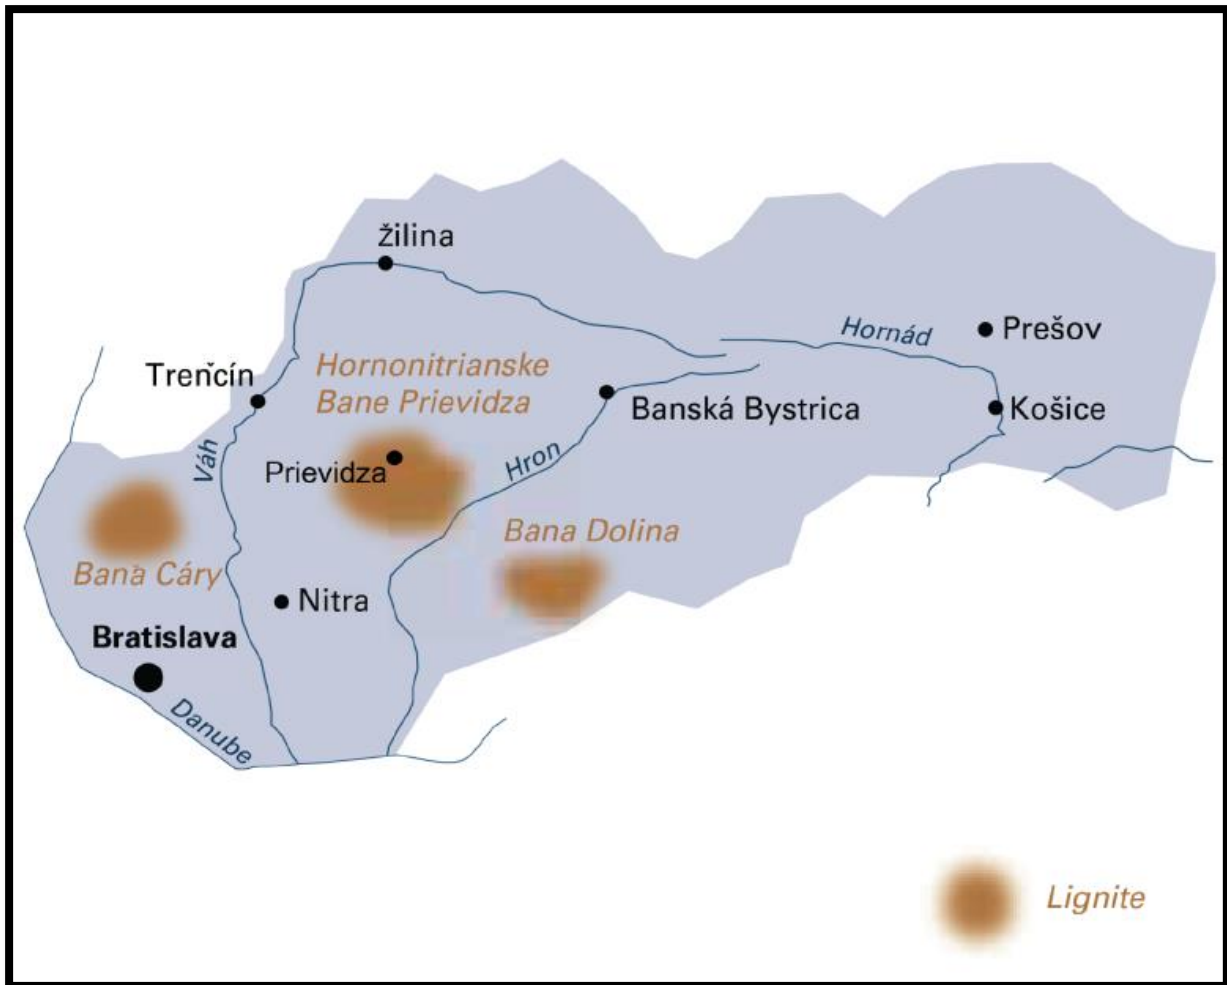 žilina
Hornád
Prešov
Trenčín
Hornonitrianske
Bane Prievidza
Banská Bystrica
Košice
Váh
Prievidza
Hron
Bana Dolina
Bana Cáry
Nitra
Bratislava
Danube
Lignite